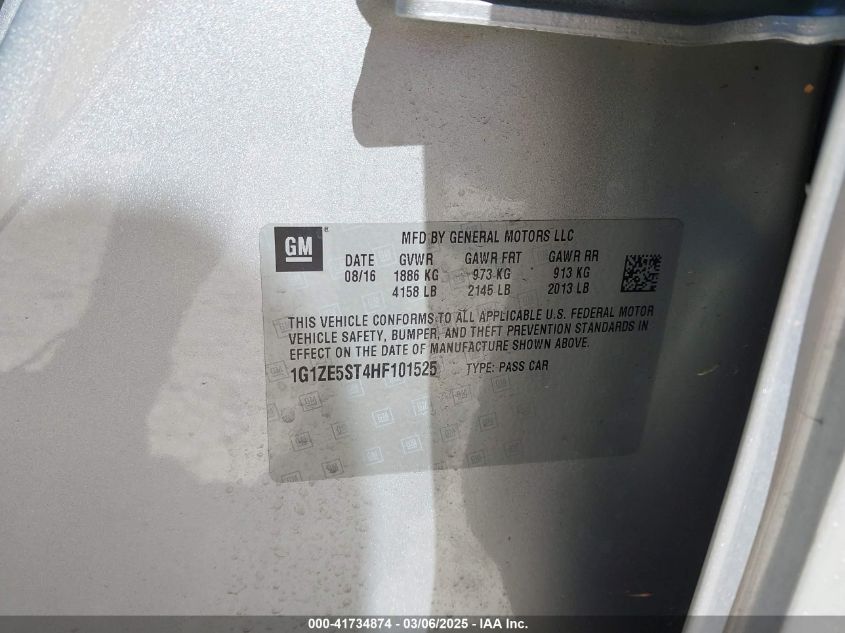 GM ® MFD BY GENERAL MOTORS LLC
DATE GVWR GAWR FRT GAWR RR
08/16 1886 KG 973 KG 913 KG
4158 LB 2145 LB 2013 LB
THIS VEHICLE CONFORMS TO ALL APPLICABLE U.S. FEDERAL MOTOR
VEHICLE SAFETY, BUMPER, AND THEFT PREVENTION STANDARDS IN
EFFECT ON THE DATE OF MANUFACTURE SHOWN ABOVE.
1G1ZE5ST4HF101525 TYPE: PASS CAR
000-41734874 - 03/06/2025 - IAA Inc.